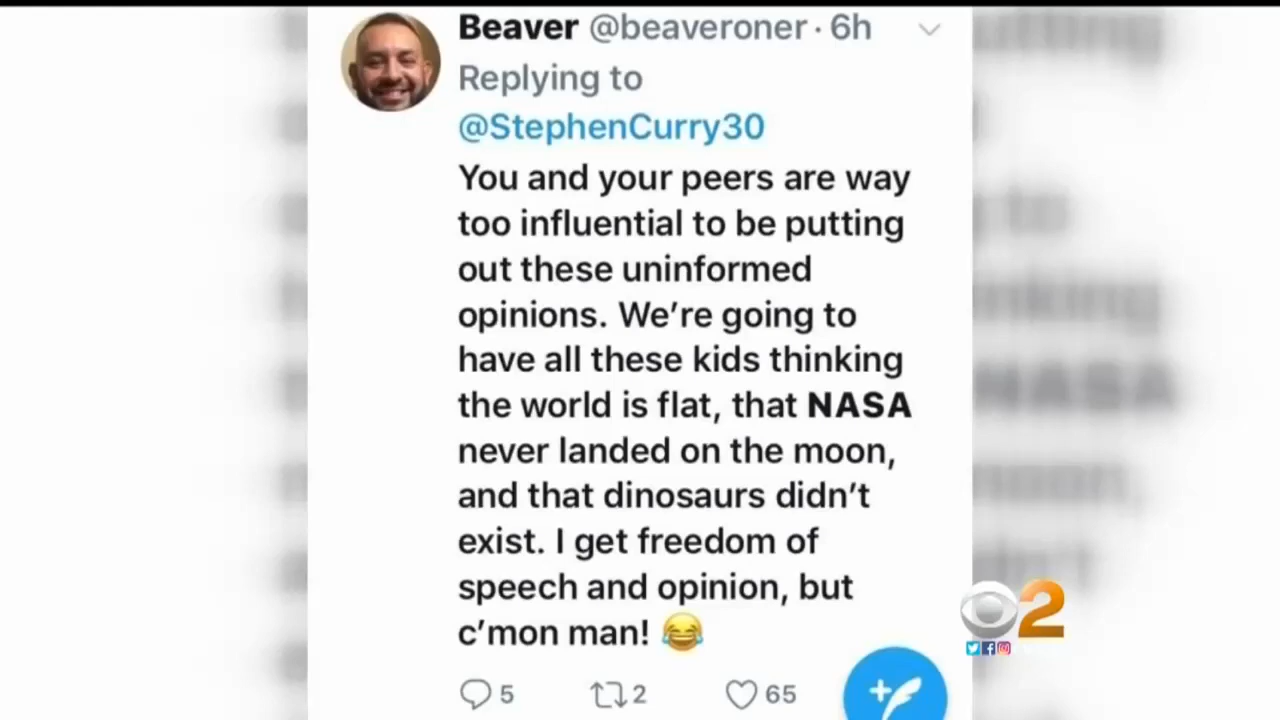 Beaver @beaveroner · 6h
Replying to
@StephenCurry30
You and your peers are way
too influential to be putting
out these uninformed
opinions. We’re going to
have all these kids thinking
the world is flat, that NASA
never landed on the moon,
and that dinosaurs didn’t
exist. I get freedom of
speech and opinion, but
c’mon man! 😂
5 2 65
2